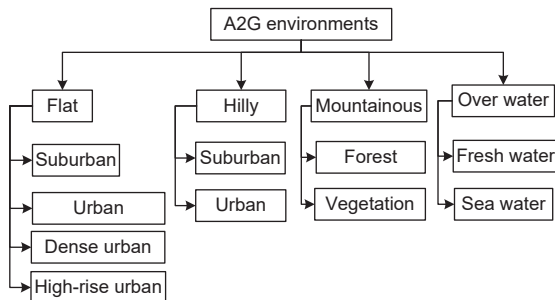 A2G environments
Flat
Hilly
Mountainous
Over water
Suburban
Suburban
Forest
Fresh water
Urban
Urban
Vegetation
Sea water
Dense urban
High-rise urban